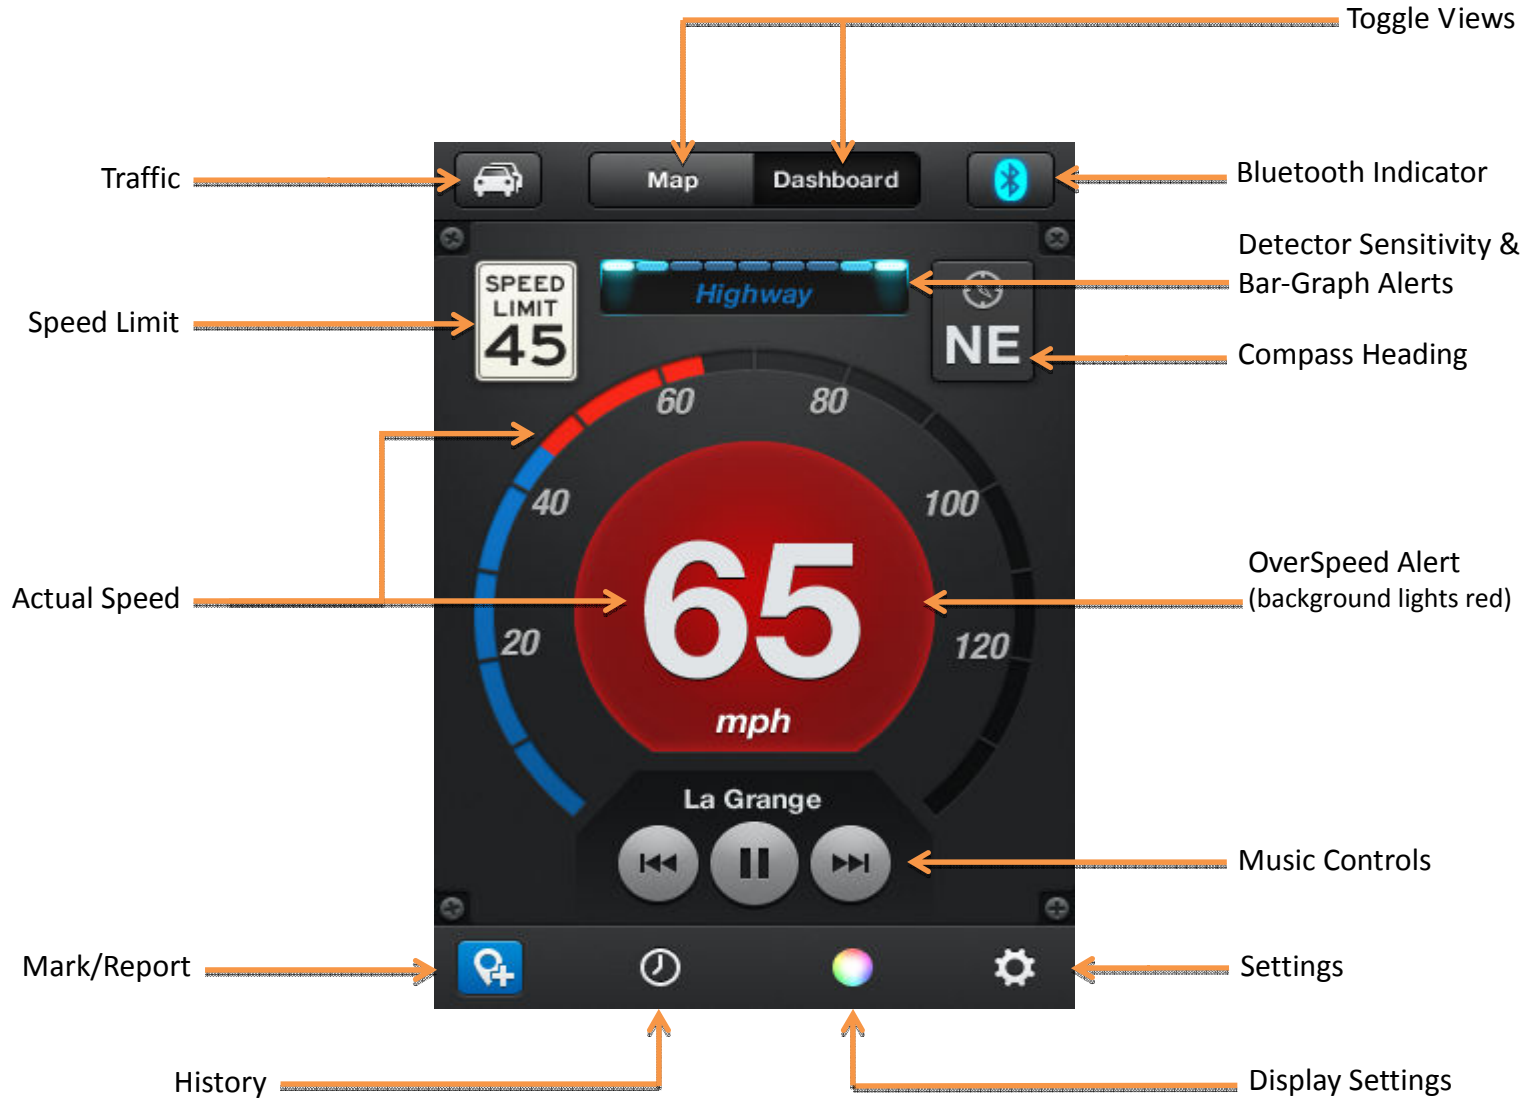 Toggle Views
Traffic
Map
Dashboard
Bluetooth Indicator
Detector Sensitivity &
Bar-Graph Alerts
SPEED
LIMIT
45
Highway
NE
Speed Limit
Compass Heading
60
80
40
100
65
mph
OverSpeed Alert
(background lights red)
Actual Speed
20
120
La Grange
Music Controls
Mark/Report
Settings
History
Display Settings